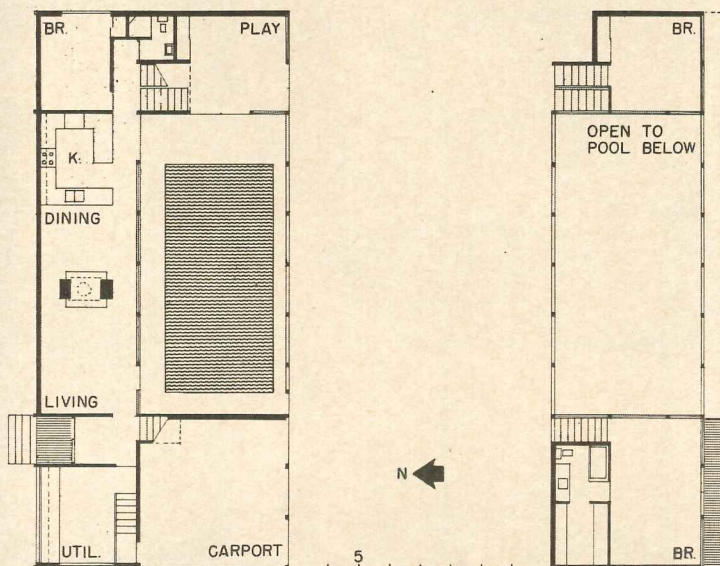 BR.
PLAY
K.
DINING
LIVING
UTIL.
CARPORT
N
5
BR.
OPEN TO
POOL BELOW
BR.